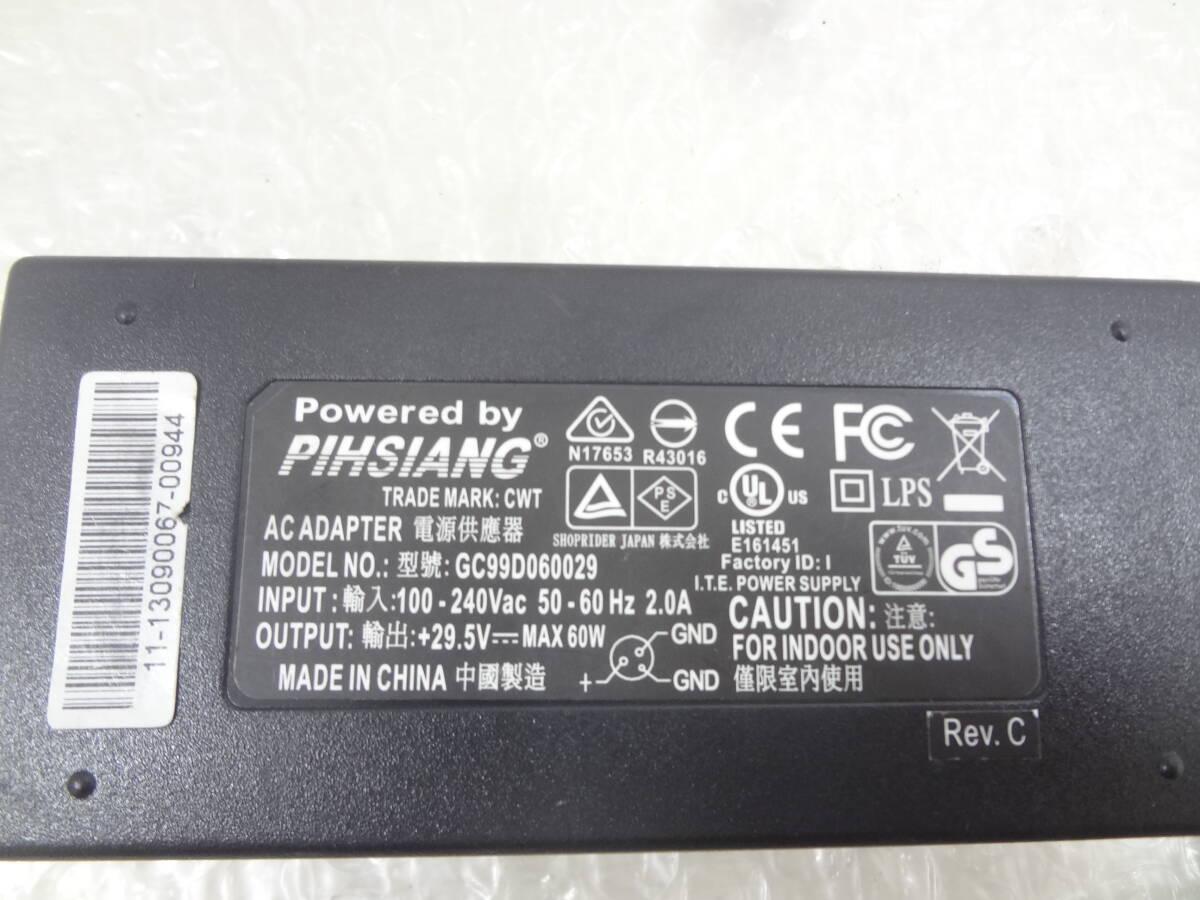 11-13090067-00944
Powered by
PIHSIANG®
TRADE MARK: CWT
AC ADAPTER 電源供應器
MODEL NO.: 型號: GC99D060029
INPUT : 輸入:100 - 240Vac 50 - 60 Hz 2.0A
OUTPUT: 輸出: +29.5V⎓ MAX 60W
MADE IN CHINA 中國製造
+
GND
GND
N17653 R43016
PS
E
SHOPRIDER JAPAN 株式会社
CE FC
C UL US
LISTED
E161451
Factory ID: I
I.T.E. POWER SUPPLY
LPS
www.tuv.com
TÜV
GS
CAUTION: 注意:
FOR INDOOR USE ONLY
僅限室內使用
Rev. C